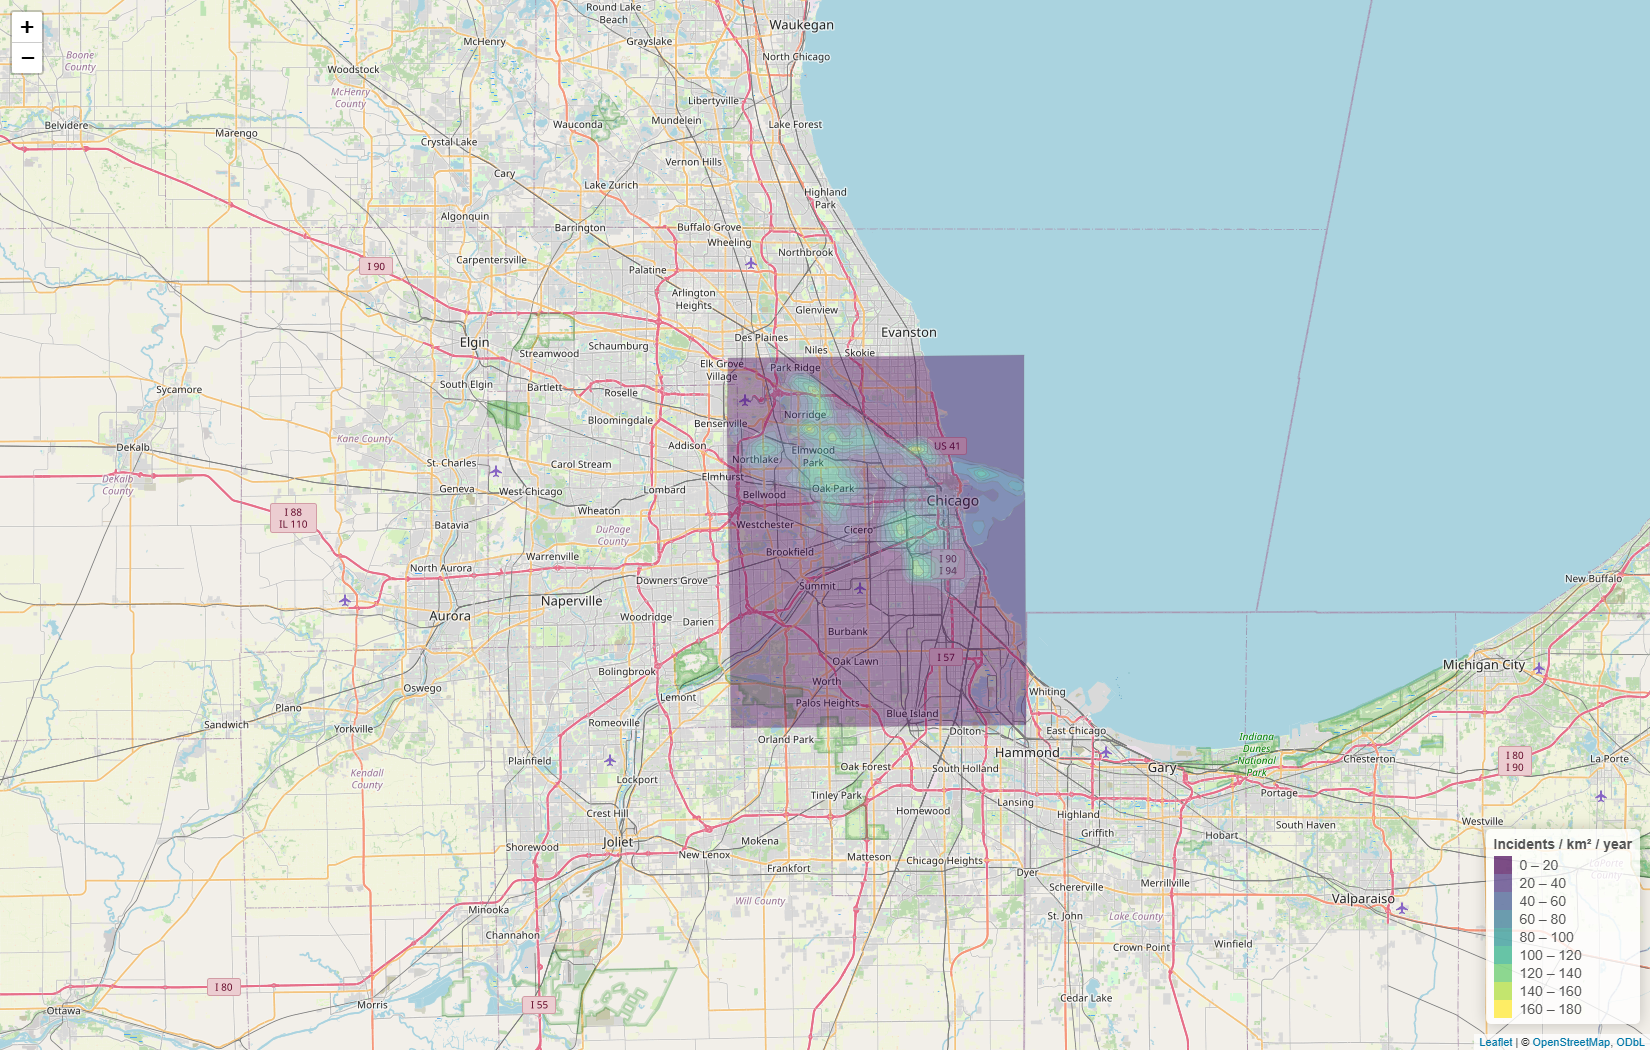 +
−
Round Lake
Beach
Waukegan
McHenry
Grayslake
Boone
County
Woodstock
North Chicago
McHenry
County
Libertyville
Belvidere
Marengo
Wauconda
Mundelein
Lake Forest
Crystal Lake
Vernon Hills
Cary
Lake Zurich
Highland
Park
Algonquin
Barrington
Buffalo Grove
Wheeling
Northbrook
I 90
Carpentersville
Palatine
Arlington
Heights
Glenview
Evanston
Elgin
Des Plaines
Streamwood
Schaumburg
Niles
Skokie
Elk Grove
Village
Park Ridge
Sycamore
South Elgin
Bartlett
Roselle
Bloomingdale
Bensenville
Norridge
Kane County
DeKalb
Addison
US 41
Northlake
Elmwood
Park
St. Charles
Carol Stream
DeKalb
County
Elmhurst
Geneva
West Chicago
Lombard
Bellwood
Oak Park
Chicago
I 88
IL 110
Wheaton
Batavia
DuPage
County
Westchester
Cicero
Brookfield
Warrenville
North Aurora
Downers Grove
I 90
I 94
Summit
New Buffalo
Naperville
Aurora
Woodridge
Darien
Burbank
Oak Lawn
I 57
Michigan City
Bolingbrook
Worth
Oswego
Lemont
Whiting
Palos Heights
Plano
Blue Island
Sandwich
Yorkville
Romeoville
Orland Park
Dolton
East Chicago
Indiana
Dunes
National
Park
Hammond
Plainfield
Oak Forest
South Holland
Gary
Chesterton
I 80
I 90
La Porte
Kendall
County
Lockport
Tinley Park
Lansing
Portage
Crest Hill
Homewood
Highland
Westville
South Haven
Griffith
Hobart
Joliet
Shorewood
New Lenox
Mokena
Matteson
Chicago Heights
Frankfort
Dyer
Schererville
Merrillville
Will County
Valparaiso
LaPorte
County
Minooka
St. John
Lake County
Channahon
Crown Point
Winfield
I 80
Morris
I 55
Cedar Lake
Ottawa
Incidents / km² / year
0 – 20
20 – 40
40 – 60
60 – 80
80 – 100
100 – 120
120 – 140
140 – 160
160 – 180
Leaflet | © OpenStreetMap, ODbL